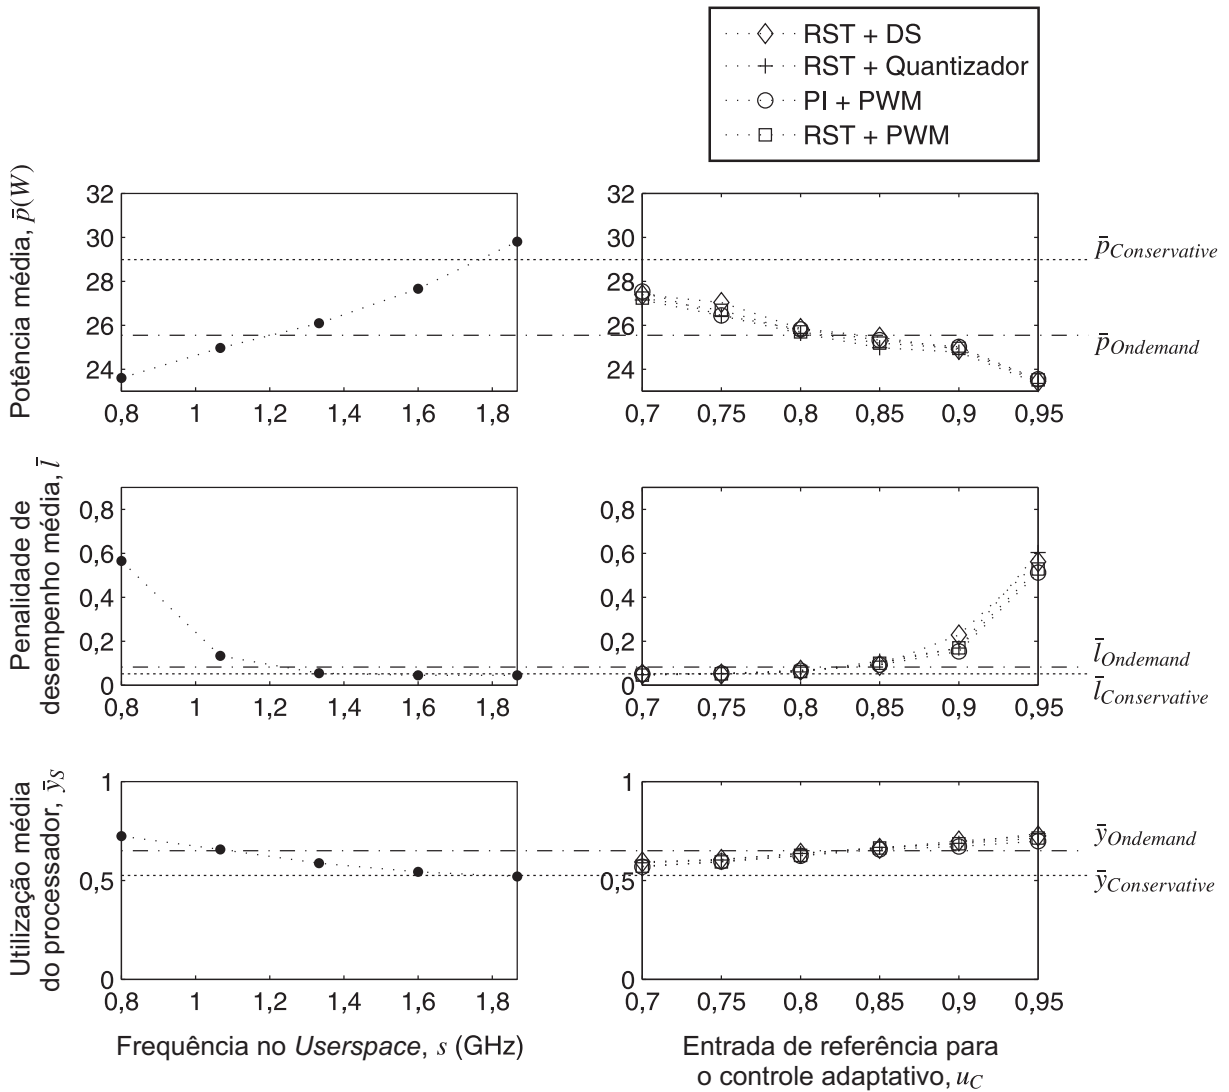 RST + DS
RST + Quantizador
PI + PWM
RST + PWM
Potência média, p̄(W)
32
30
28
26
24
0,8 1 1,2 1,4 1,6 1,8
32
30
28
26
24
0,7 0,75 0,8 0,85 0,9 0,95
p̄Conservative
p̄Ondemand
Penalidade de
desempenho média, l̄
0,8
0,6
0,4
0,2
0
0,8 1 1,2 1,4 1,6 1,8
0,8
0,6
0,4
0,2
0
0,7 0,75 0,8 0,85 0,9 0,95
l̄Ondemand
l̄Conservative
Utilização média
do processador, ȳS
1
0,5
0
0,8 1 1,2 1,4 1,6 1,8
1
0,5
0
0,7 0,75 0,8 0,85 0,9 0,95
ȳOndemand
ȳConservative
Frequência no Userspace, s (GHz)
Entrada de referência para
o controle adaptativo, uC